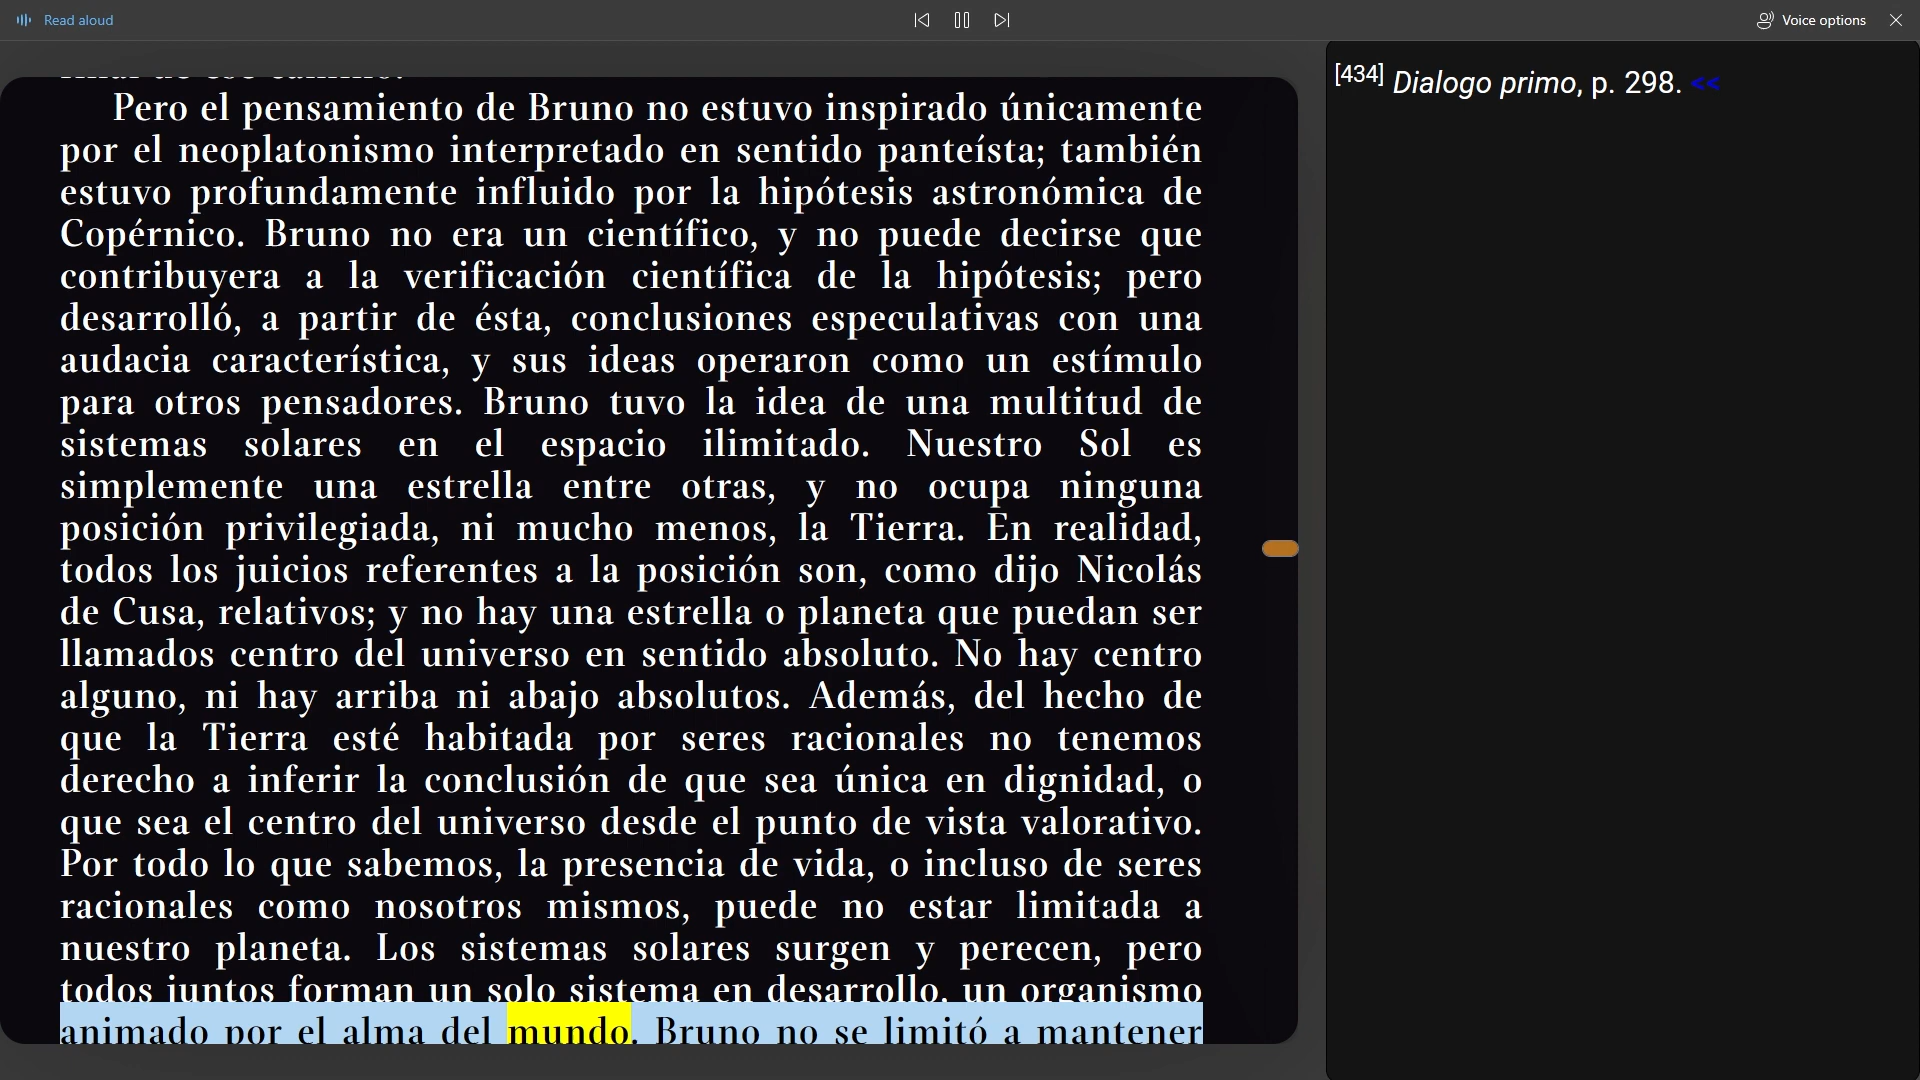 Read aloud
Voice options
Pero el pensamiento de Bruno no estuvo inspirado únicamente
por el neoplatonismo interpretado en sentido panteísta; también
estuvo profundamente influido por la hipótesis astronómica de
Copérnico. Bruno no era un científico, y no puede decirse que
contribuyera a la verificación científica de la hipótesis; pero
desarrolló, a partir de ésta, conclusiones especulativas con una
audacia característica, y sus ideas operaron como un estímulo
para otros pensadores. Bruno tuvo la idea de una multitud de
sistemas solares en el espacio ilimitado. Nuestro Sol es
simplemente una estrella entre otras, y no ocupa ninguna
posición privilegiada, ni mucho menos, la Tierra. En realidad,
todos los juicios referentes a la posición son, como dijo Nicolás
de Cusa, relativos; y no hay una estrella o planeta que puedan ser
llamados centro del universo en sentido absoluto. No hay centro
alguno, ni hay arriba ni abajo absolutos. Además, del hecho de
que la Tierra esté habitada por seres racionales no tenemos
derecho a inferir la conclusión de que sea única en dignidad, o
que sea el centro del universo desde el punto de vista valorativo.
Por todo lo que sabemos, la presencia de vida, o incluso de seres
racionales como nosotros mismos, puede no estar limitada a
nuestro planeta. Los sistemas solares surgen y perecen, pero
todos juntos forman un solo sistema en desarrollo, un organismo
animado por el alma del mundo. Bruno no se limitó a mantener
[434] Dialogo primo, p. 298. <<